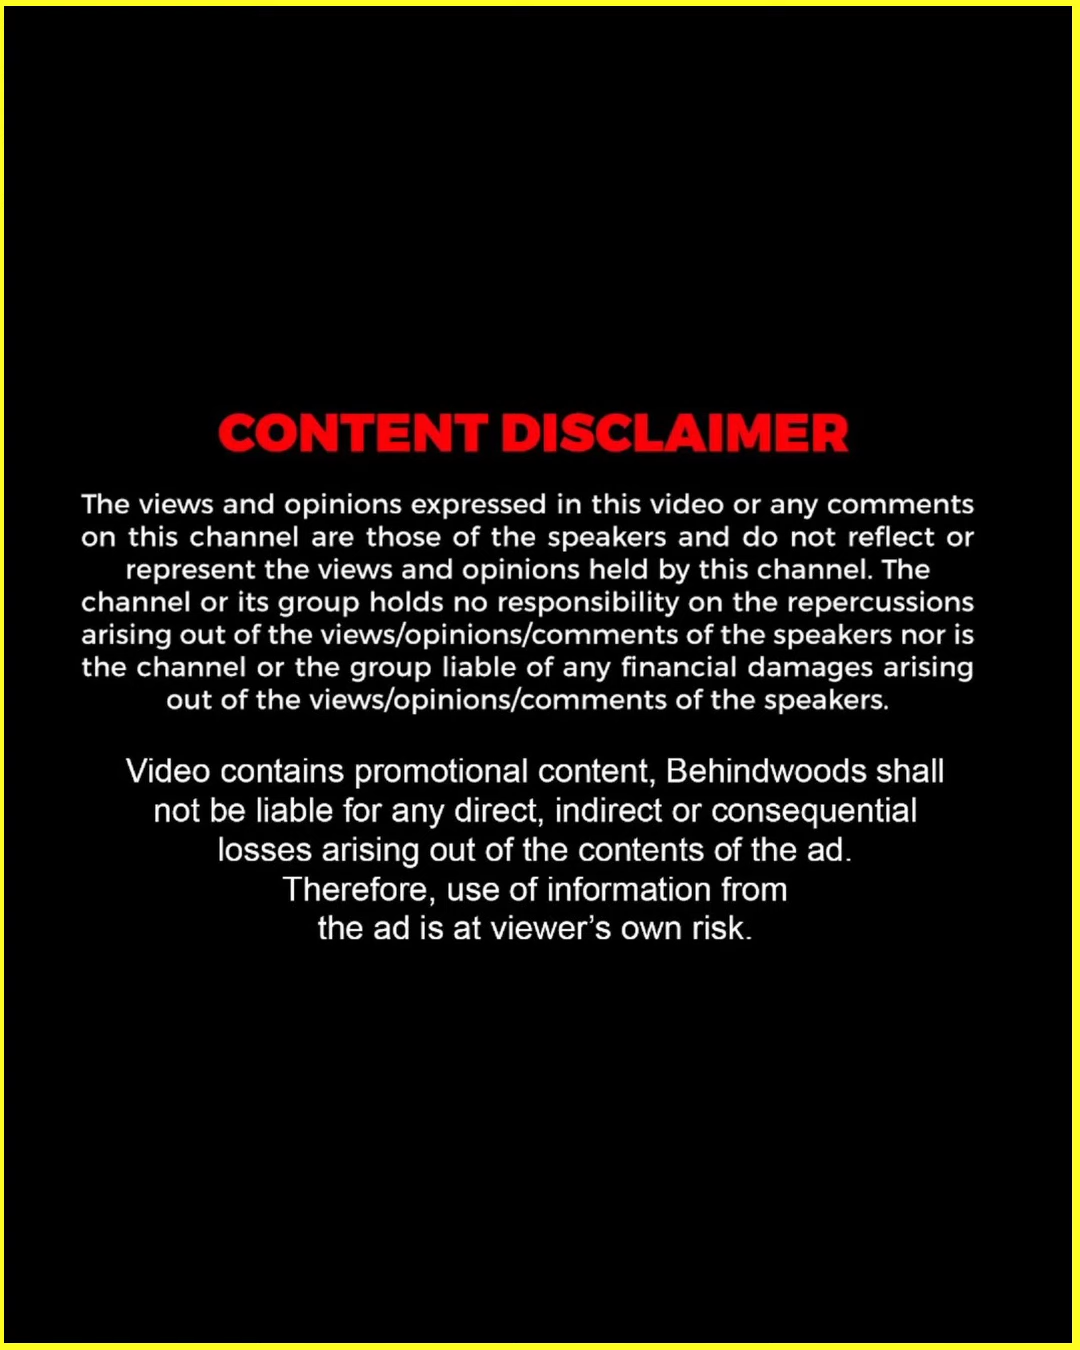 CONTENT DISCLAIMER
The views and opinions expressed in this video or any comments
on this channel are those of the speakers and do not reflect or
represent the views and opinions held by this channel. The
channel or its group holds no responsibility on the repercussions
arising out of the views/opinions/comments of the speakers nor is
the channel or the group liable of any financial damages arising
out of the views/opinions/comments of the speakers.
Video contains promotional content, Behindwoods shall
not be liable for any direct, indirect or consequential
losses arising out of the contents of the ad.
Therefore, use of information from
the ad is at viewer’s own risk.